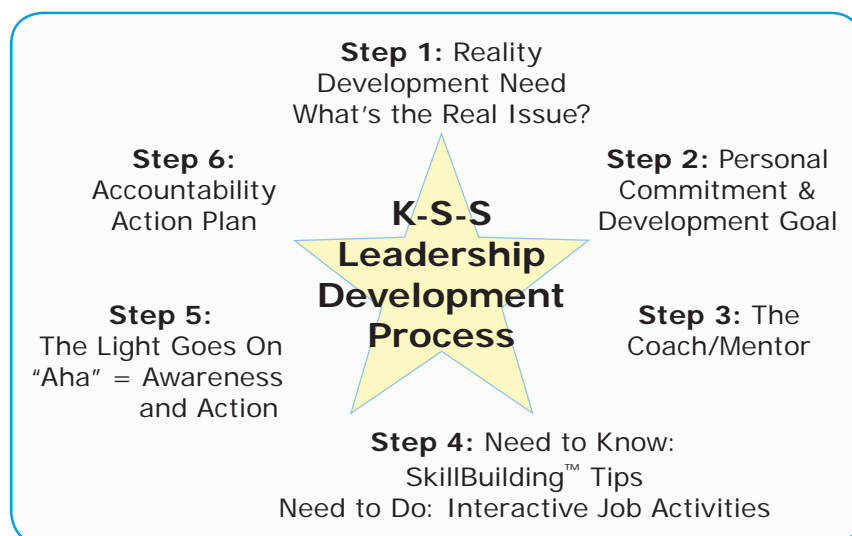 Step 1: Reality
Development Need
What's the Real Issue?
Step 2: Personal
Commitment &
Development Goal
Step 3: The
Coach/Mentor
Step 4: Need to Know:
SkillBuilding™ Tips
Need to Do: Interactive Job Activities
Step 5:
The Light Goes On
“Aha” = Awareness
and Action
Step 6:
Accountability
Action Plan
K-S-S
Leadership
Development
Process